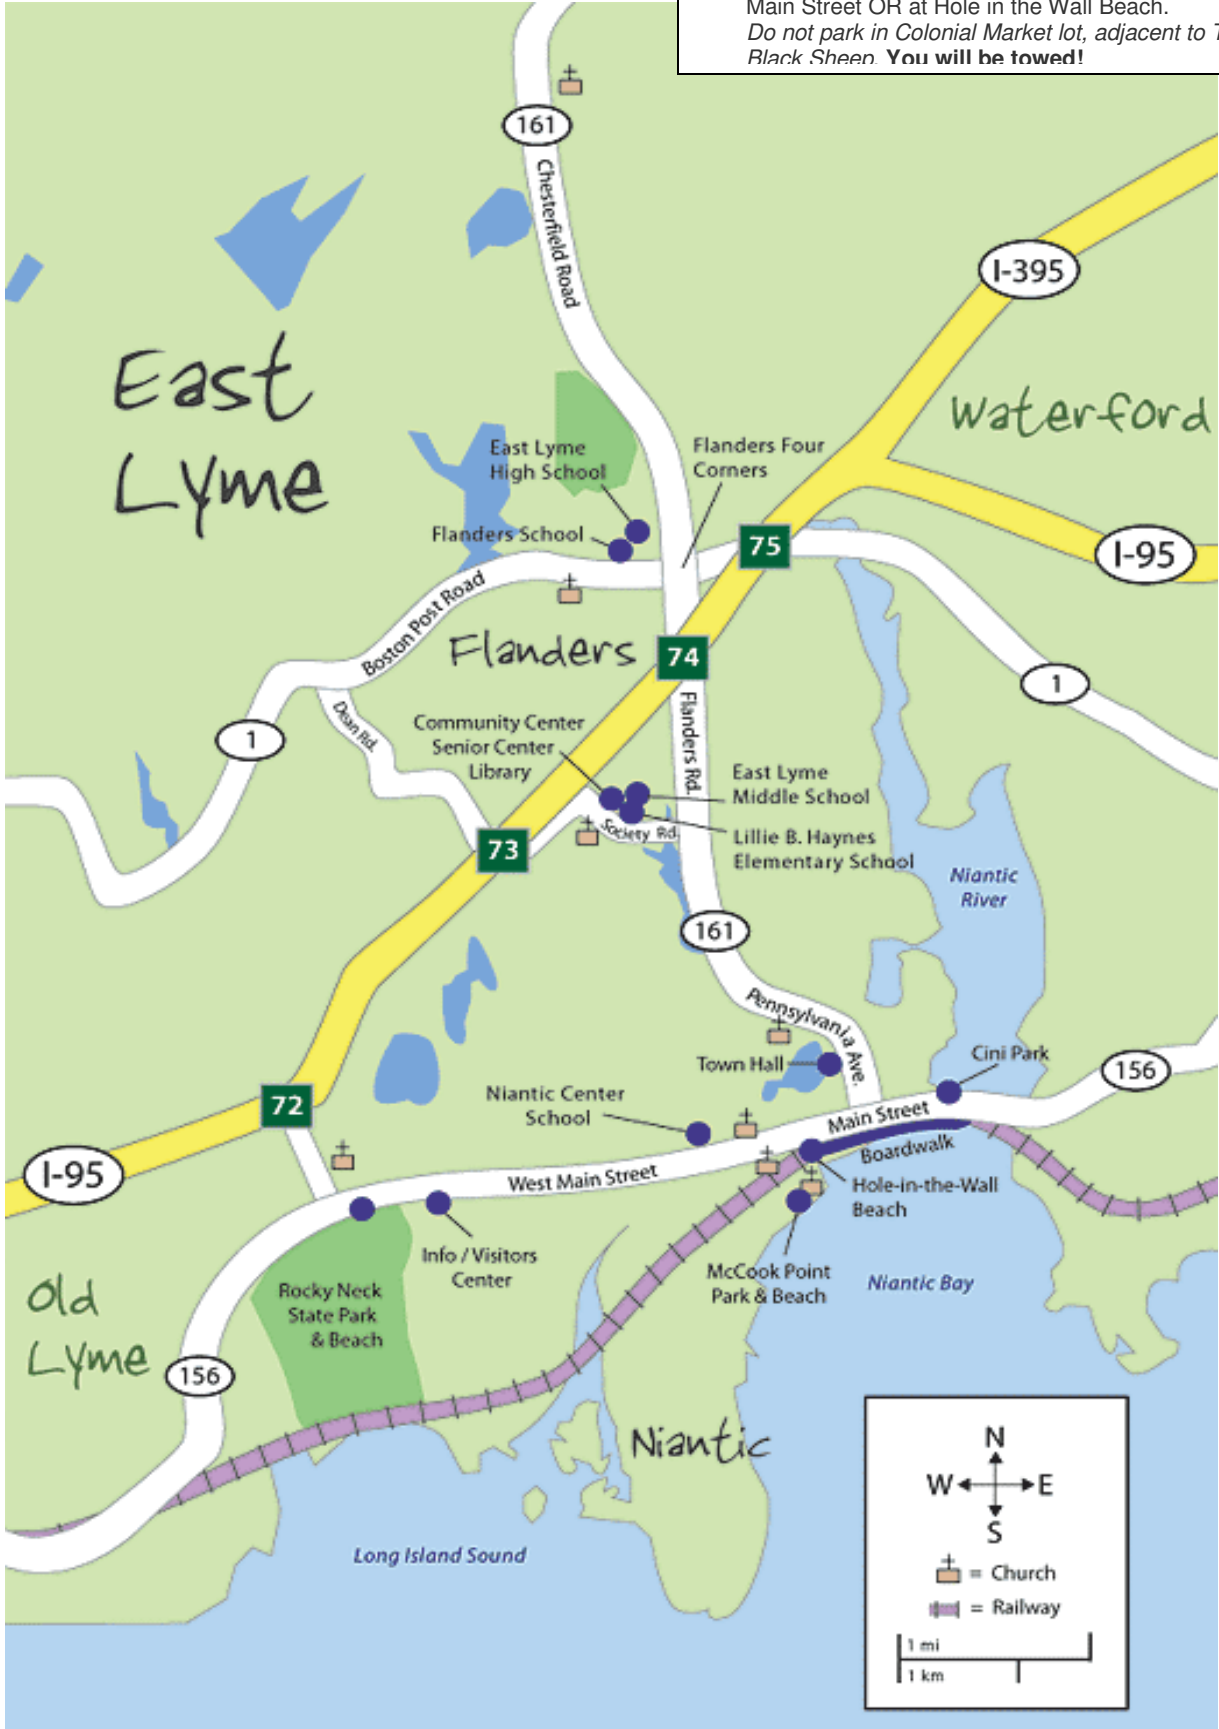 Main Street OR at Hole in the Wall Beach.
Do not park in Colonial Market lot, adjacent to
Black Sheep. You will be towed!
161
Chesterfield Road
I-395
East
Lyme
Waterford
East Lyme
High School
Flanders Four
Corners
Flanders School
75
I-95
Boston Post Road
Flanders
74
1
Dean Rd.
1
Flanders Rd.
Community Center
Senior Center
Library
East Lyme
Middle School
Society Rd.
Lillie B. Haynes
Elementary School
73
Niantic
River
161
Pennsylvania Ave.
Town Hall
Cini Park
156
72
Niantic Center
School
Main Street
Boardwalk
I-95
West Main Street
Hole-in-the-Wall
Beach
Info / Visitors
Center
McCook Point
Park & Beach
Niantic Bay
Old
Lyme
Rocky Neck
State Park
& Beach
156
Niantic
Long Island Sound
N
W E
S
= Church
= Railway
1 mi
1 km